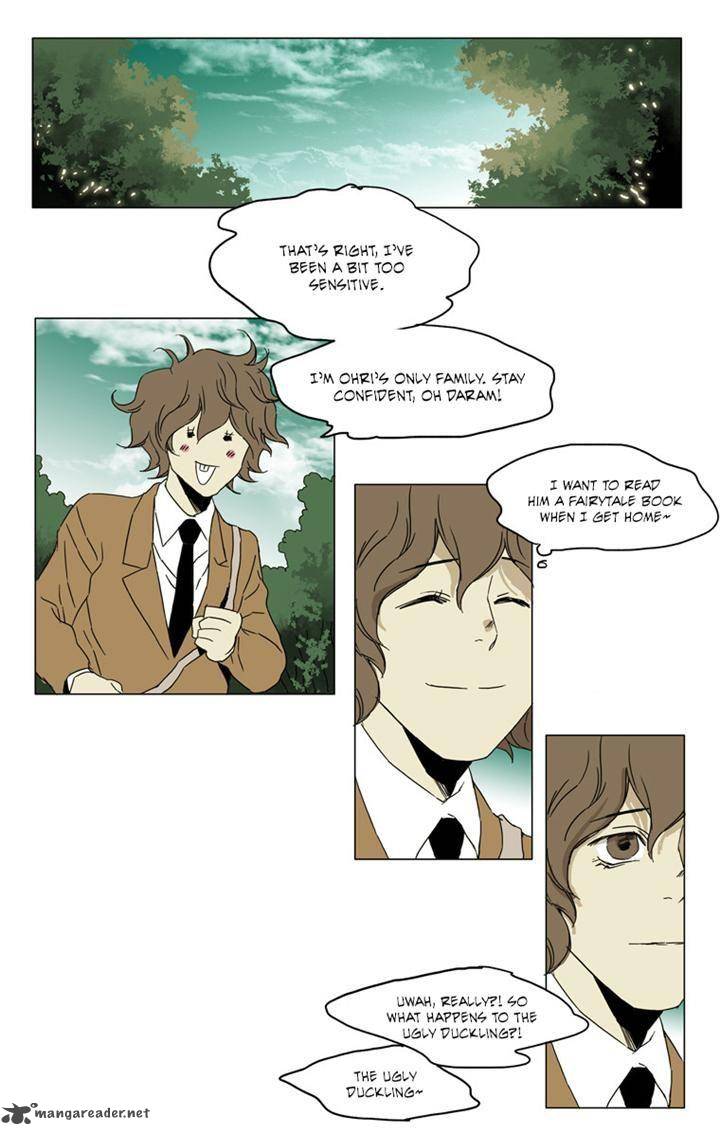 THAT'S RIGHT, I'VE
BEEN A BIT TOO
SENSITIVE.
I'M OHRI'S ONLY FAMILY. STAY
CONFIDENT, OH DARAM!
I WANT TO READ
HIM A FAIRYTALE BOOK
WHEN I GET HOME~
UWAH, REALLY?! SO
WHAT HAPPENS TO THE
UGLY DUCKLING?!
THE UGLY
DUCKLING~
mangareader.net